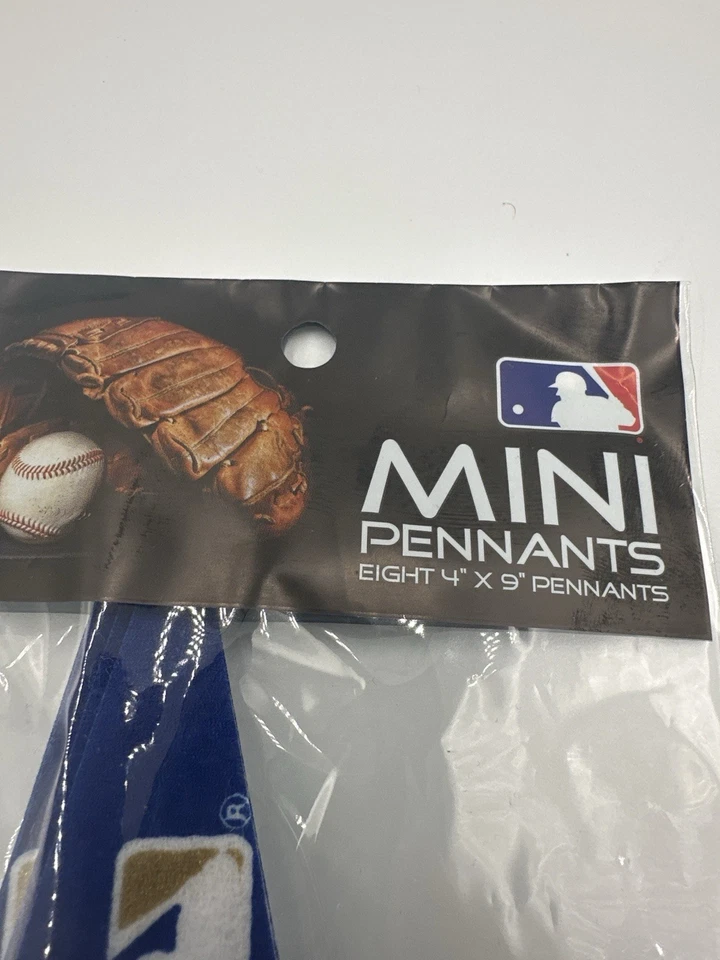 MINI
PENNANTS
EIGHT 4" X 9" PENNANTS
®